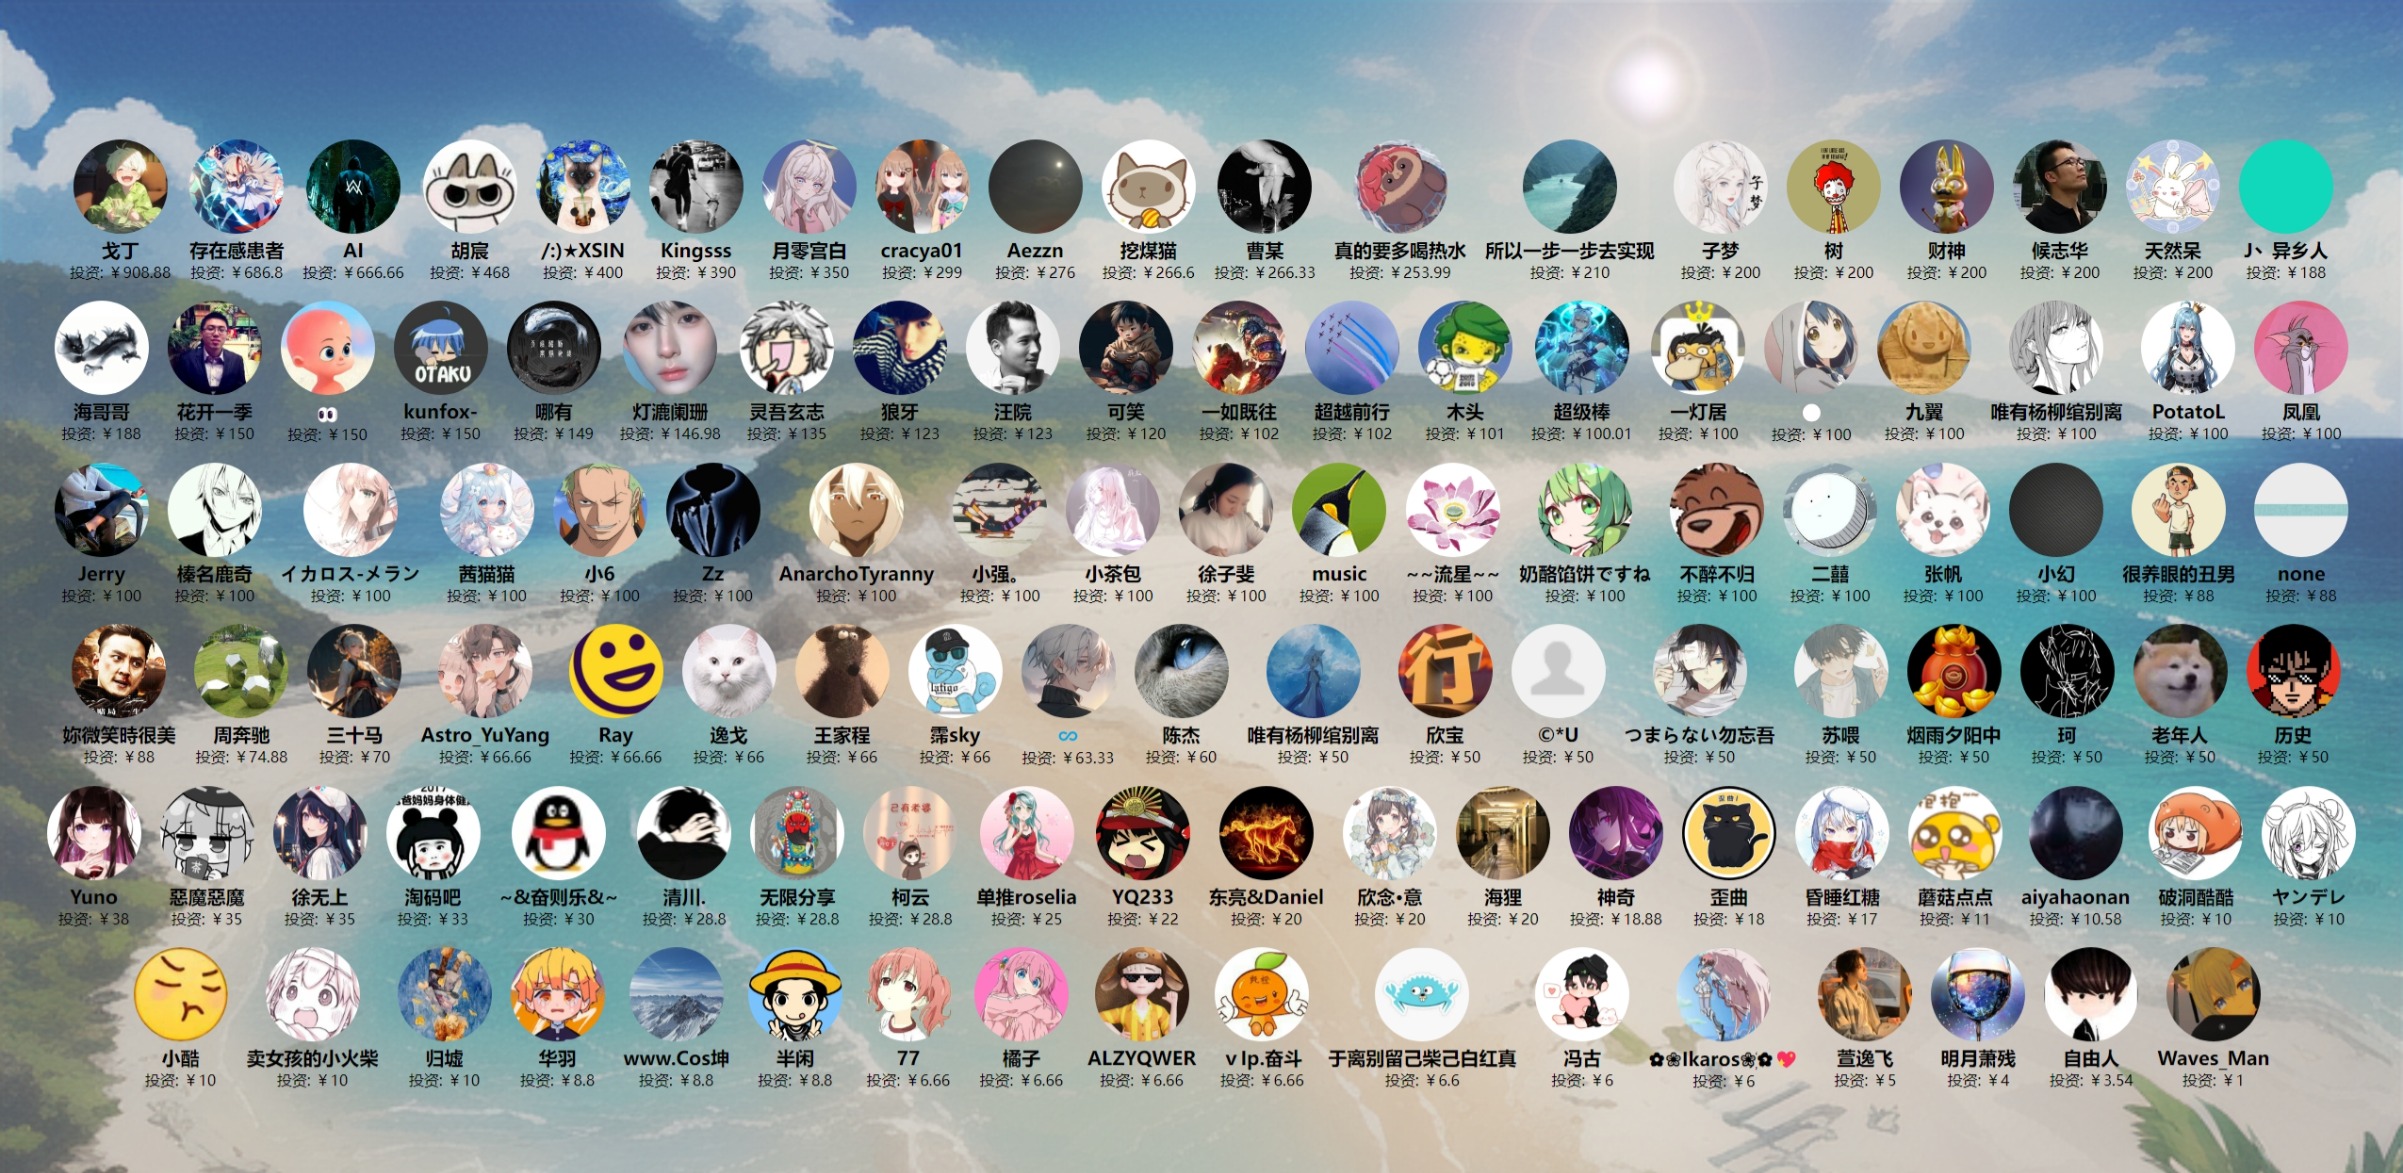 戈丁
投资: ¥908.88
存在感患者
投资: ¥686.8
AI
投资: ¥666.66
胡宸
投资: ¥468
/:)★XSIN
投资: ¥400
Kingsss
投资: ¥390
月零宫白
投资: ¥350
cracya01
投资: ¥299
Aezzn
投资: ¥276
挖煤猫
投资: ¥266.6
曹某
投资: ¥266.33
真的要多喝热水
投资: ¥253.99
所以一步一步去实现
投资: ¥210
子梦
子梦
投资: ¥200
树
投资: ¥200
财神
投资: ¥200
候志华
投资: ¥200
天然呆
投资: ¥200
丿、异乡人
投资: ¥188
海哥哥
投资: ¥188
花开一季
投资: ¥150
👀
投资: ¥150
OTAKU
kunfox-
投资: ¥150
哪有
投资: ¥149
灯漉阑珊
投资: ¥146.98
灵吾玄志
投资: ¥135
狼牙
投资: ¥123
汪院
投资: ¥123
可笑
投资: ¥120
一如既往
投资: ¥102
超越前行
投资: ¥102
木头
投资: ¥101
超级棒
投资: ¥100.01
一灯居
投资: ¥100
投资: ¥100
九翼
投资: ¥100
唯有杨柳绾别离
投资: ¥100
PotatoL
投资: ¥100
凤凰
投资: ¥100
Jerry
投资: ¥100
榛名鹿奇
投资: ¥100
イカロス-メラン
投资: ¥100
茜猫猫
投资: ¥100
小6
投资: ¥100
Zz
投资: ¥100
AnarchoTyranny
投资: ¥100
小强。
投资: ¥100
小茶包
投资: ¥100
徐子斐
投资: ¥100
music
投资: ¥100
~~流星~~
投资: ¥100
奶酪馅饼ですね
投资: ¥100
不醉不归
投资: ¥100
二囍
投资: ¥100
张帆
投资: ¥100
小幻
投资: ¥100
很养眼的丑男
投资: ¥88
none
投资: ¥88
妳微笑時很美
投资: ¥88
周奔驰
投资: ¥74.88
三十马
投资: ¥70
Astro_YuYang
投资: ¥66.66
Ray
投资: ¥66.66
逸戈
投资: ¥66
王家程
投资: ¥66
霈sky
投资: ¥66
∞
投资: ¥63.33
陈杰
投资: ¥60
唯有杨柳绾别离
投资: ¥50
行
欣宝
投资: ¥50
©*U
投资: ¥50
つまらない勿忘吾
投资: ¥50
苏喂
投资: ¥50
烟雨夕阳中
投资: ¥50
珂
投资: ¥50
老年人
投资: ¥50
历史
投资: ¥50
Yuno
投资: ¥38
惡魔惡魔
投资: ¥35
徐无上
投资: ¥35
2017
爸妈妈身体健
淘码吧
投资: ¥33
~&奋则乐&~
投资: ¥30
清川.
投资: ¥28.8
无限分享
投资: ¥28.8
已有老婆
柯云
投资: ¥28.8
单推roselia
投资: ¥25
YQ233
投资: ¥22
东亮&Daniel
投资: ¥20
欣念•意
投资: ¥20
海狸
投资: ¥20
神奇
投资: ¥18.88
歪曲!
歪曲
投资: ¥18
昏睡红糖
投资: ¥17
抱抱
蘑菇点点
投资: ¥11
aiyahaonan
投资: ¥10.58
破洞酷酷
投资: ¥10
ヤンデレ
投资: ¥10
小酷
投资: ¥10
卖女孩的小火柴
投资: ¥10
归墟
投资: ¥10
华羽
投资: ¥8.8
www.Cos坤
投资: ¥8.8
半闲
投资: ¥8.8
77
投资: ¥6.66
橘子
投资: ¥6.66
ALZYQWER
投资: ¥6.66
v lp.奋斗
投资: ¥6.66
于离别留己柴己白红真
投资: ¥6.6
冯古
投资: ¥6
✿❀Ikaros❀✿💖
投资: ¥6
萱逸飞
投资: ¥5
明月萧残
投资: ¥4
自由人
投资: ¥3.54
Waves_Man
投资: ¥1